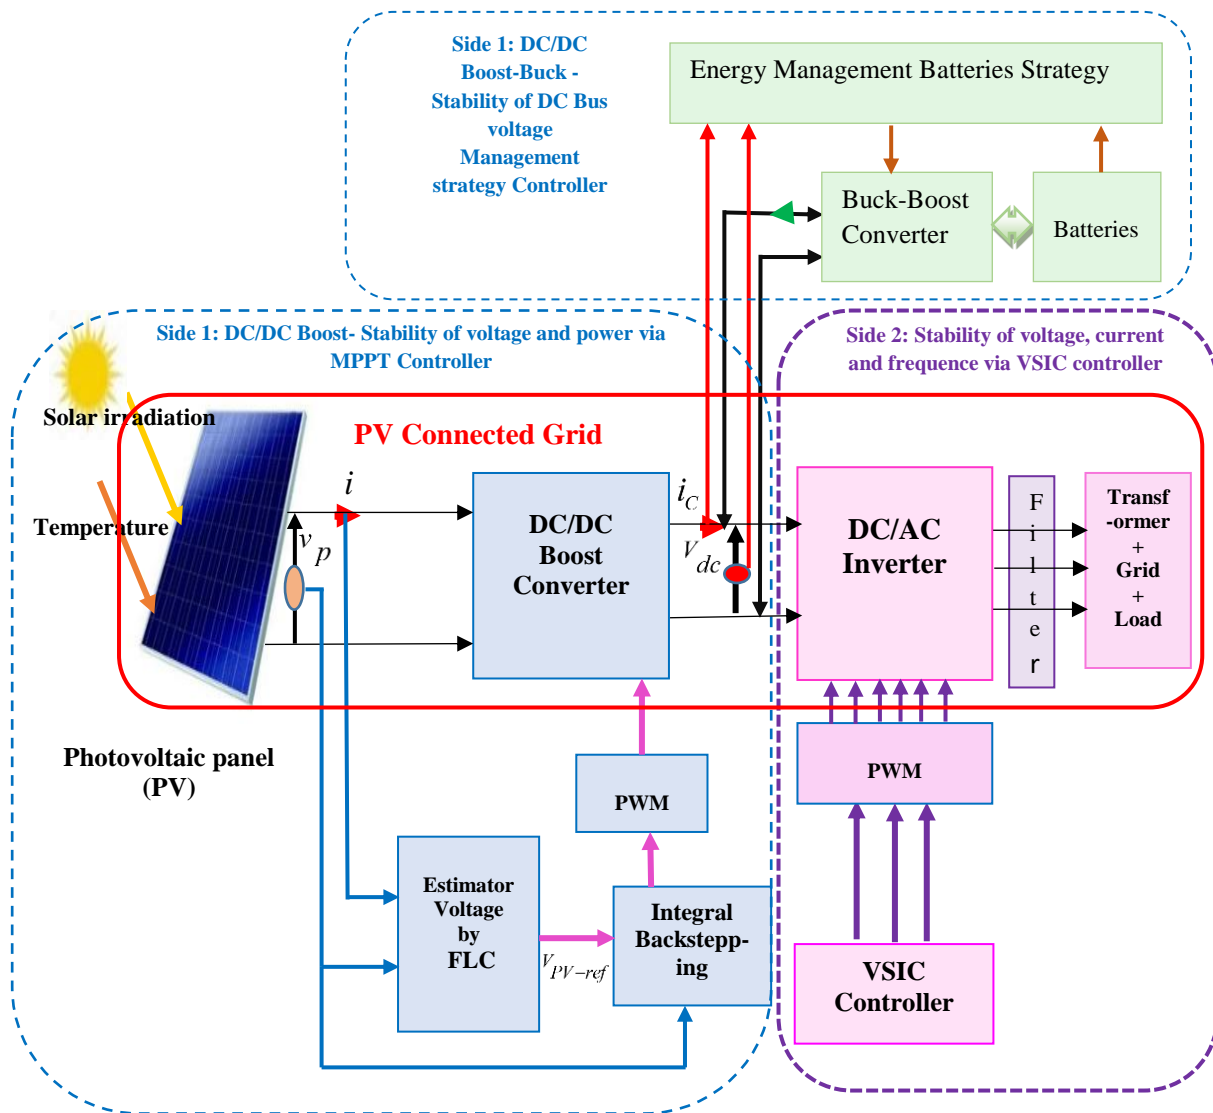 Side 1: DC/DC
Boost-Buck -
Stability of DC Bus
voltage
Management
strategy Controller
Energy Management Batteries Strategy
Buck-Boost
Converter
Batteries
Side 1: DC/DC Boost- Stability of voltage and power via
MPPT Controller
Side 2: Stability of voltage, current
and frequence via VSIC controller
Solar irradiation
Temperature
PV Connected Grid
i
v p
DC/DC
Boost
Converter
i C
V dc
DC/AC
Inverter
F
i
l
t
e
r
Transf
-ormer
+
Grid
+
Load
Photovoltaic panel
(PV)
PWM
PWM
Estimator
Voltage
by
FLC
V PV-ref
Integral
Backstepp-
ing
VSIC
Controller